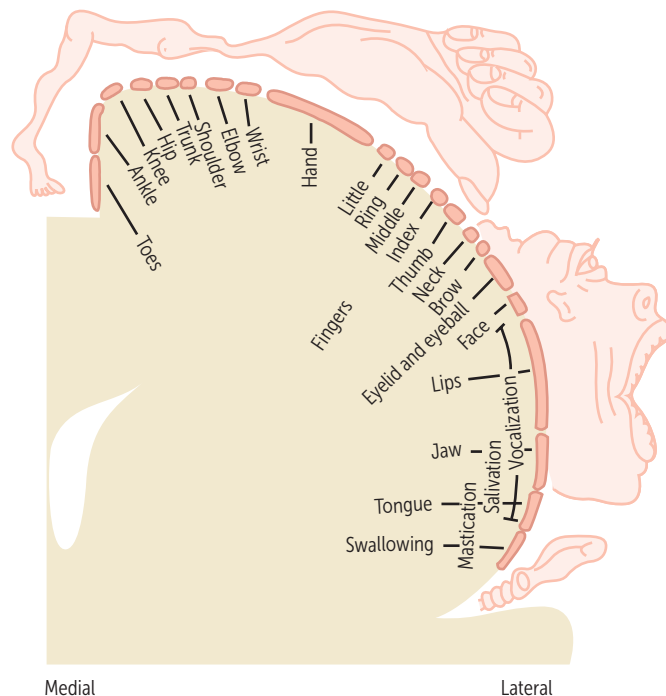 Toes
Ankle
Knee
Hip
Trunk
Shoulder
Elbow
Wrist
Hand
Little
Ring
Middle
Index
Thumb
Neck
Brow
Eyelid and eyeball
Face
Fingers
Lips
Jaw
Tongue
Swallowing
Mastication
Salivation
Vocalization
Medial
Lateral